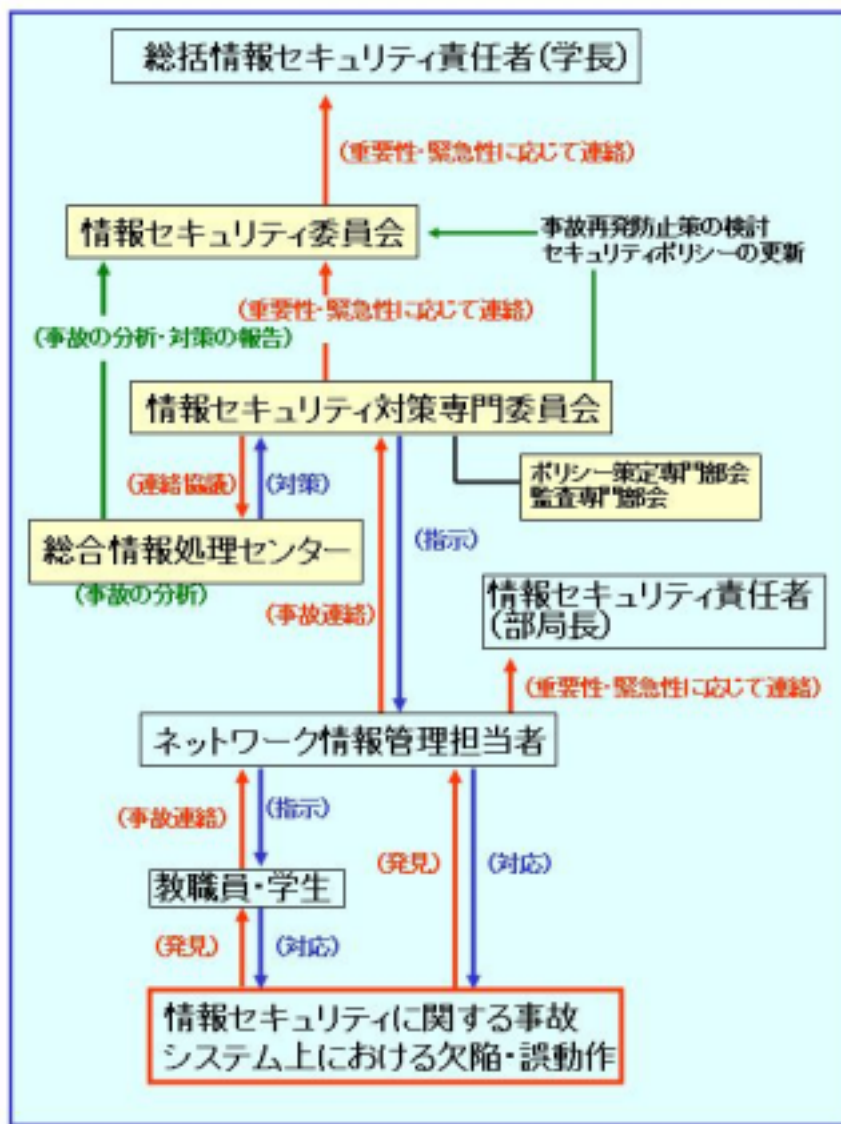 総括情報セキュリティ責任者(学長)
(重要性・緊急性に応じて連絡)
情報セキュリティ委員会
事故再発防止策の検討
セキュリティポリシーの更新
(重要性・緊急性に応じて連絡)
(事故の分析・対策の報告)
情報セキュリティ対策専門委員会
ポリシー策定専門部会
監査専門部会
(連絡協議)
(対策)
(指示)
総合情報処理センター
(事故の分析)
情報セキュリティ責任者
(部局長)
(事故連絡)
(重要性・緊急性に応じて連絡)
ネットワーク情報管理担当者
(事故連絡)
(指示)
(発見)
(対応)
教職員・学生
(発見)
(対応)
情報セキュリティに関する事故
システム上における欠陥・誤動作